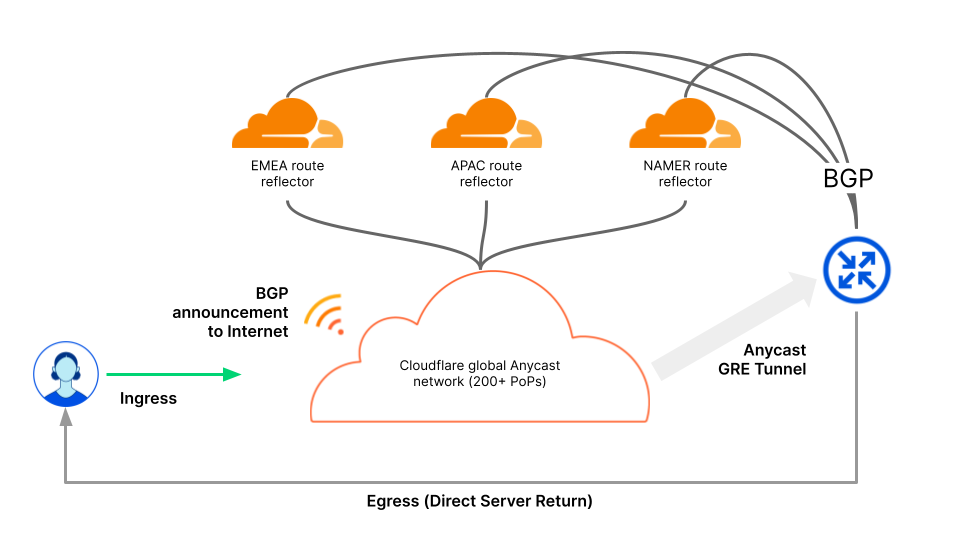 EMEA route
reflector
APAC route
reflector
NAMER route
reflector
BGP
BGP
announcement
to Internet
Cloudflare global Anycast
network (200+ PoPs)
Anycast
GRE Tunnel
Ingress
Egress (Direct Server Return)